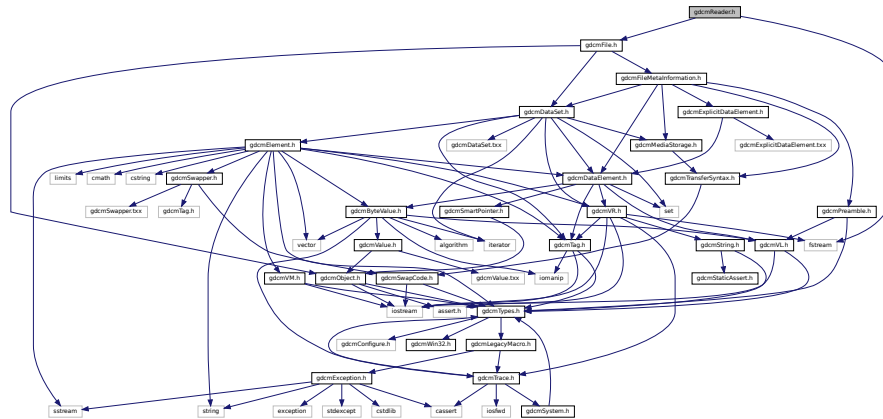 gdcmReader.h
gdcmFile.h
gdcmFileMetaInformation.h
gdcmDataSet.h
gdcmExplicitDataElement.h
gdcmElement.h
gdcmDataSet.txx
gdcmMediaStorage.h
gdcmExplicitDataElement.txx
limits
cmath
cstring
gdcmSwapper.h
gdcmDataElement.h
gdcmTransferSyntax.h
gdcmSwapper.txx
gdcmTag.h
gdcmByteValue.h
gdcmSmartPointer.h
gdcmVR.h
set
gdcmPreamble.h
vector
gdcmValue.h
algorithm
iterator
gdcmTag.h
gdcmString.h
gdcmVL.h
fstream
gdcmVM.h
gdcmObject.h
gdcmSwapCode.h
gdcmValue.txx
iomanip
gdcmStaticAssert.h
iostream
assert.h
gdcmTypes.h
gdcmConfigure.h
gdcmWin32.h
gdcmLegacyMacro.h
gdcmException.h
gdcmTrace.h
sstream
string
exception
stdexcept
cstdlib
cassert
iosfwd
gdcmSystem.h